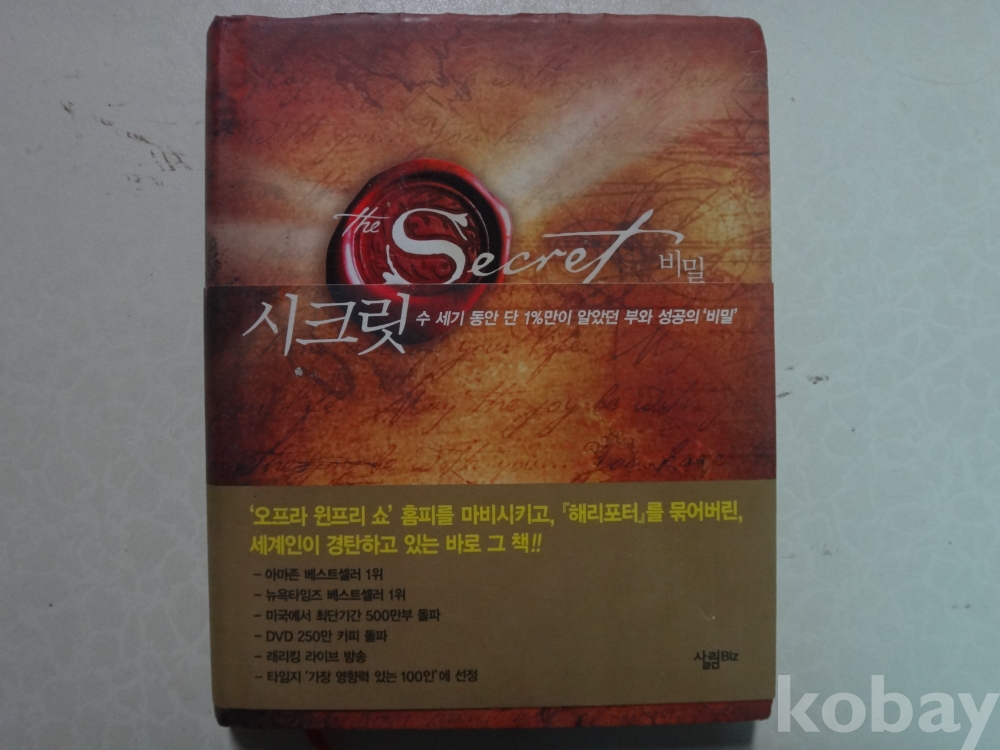 the Secret 비밀
시크릿 수 세기 동안 단 1%만이 알았던 부와 성공의 '비밀'
'오프라 윈프리 쇼' 홈피를 마비시키고, 『해리포터』를 묶어버린,
세계인이 경탄하고 있는 바로 그 책!!
- 아마존 베스트셀러 1위
- 뉴욕타임즈 베스트셀러 1위
- 미국에서 최단기간 500만부 돌파
- DVD 250만 카피 돌파
- 래리킹 라이브 방송
- 타임지 '가장 영향력 있는 100인'에 선정
살림Biz
kobay